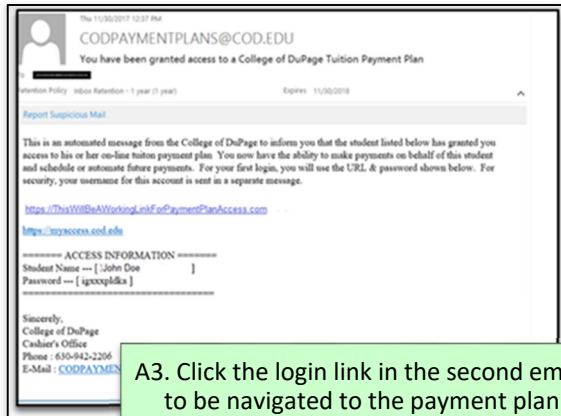 Thu 11/30/2017 12:37 PM
CODPAYMENTPLANS@COD.EDU
You have been granted access to a College of DuPage Tuition Payment Plan
Retention Policy Inbox Retention - 1 year (1 year) Expires 11/30/2018
Report Suspicious Mail
This is an automated message from the College of DuPage to inform you that the student listed below has granted you
access to his or her on-line tuiton payment plan You now have the ability to make payments on behalf of this student
and schedule or automate future payments. For your first login, you will use the URL & password shown below. For
security, your username for this account is sent in a separate message.
https://ThisWillBeAWorkingLinkForPaymentPlanAccess.com
https://myaccess.cod.edu
======= ACCESS INFORMATION =======
Student Name --- [ John Doe ]
Password --- [ igxxxpldka ]
Sincerely,
College of DuPage
Cashier's Office
Phone : 630-942-2206
E-Mail : CODPAYMEN
A3. Click the login link in the second em
to be navigated to the payment plan